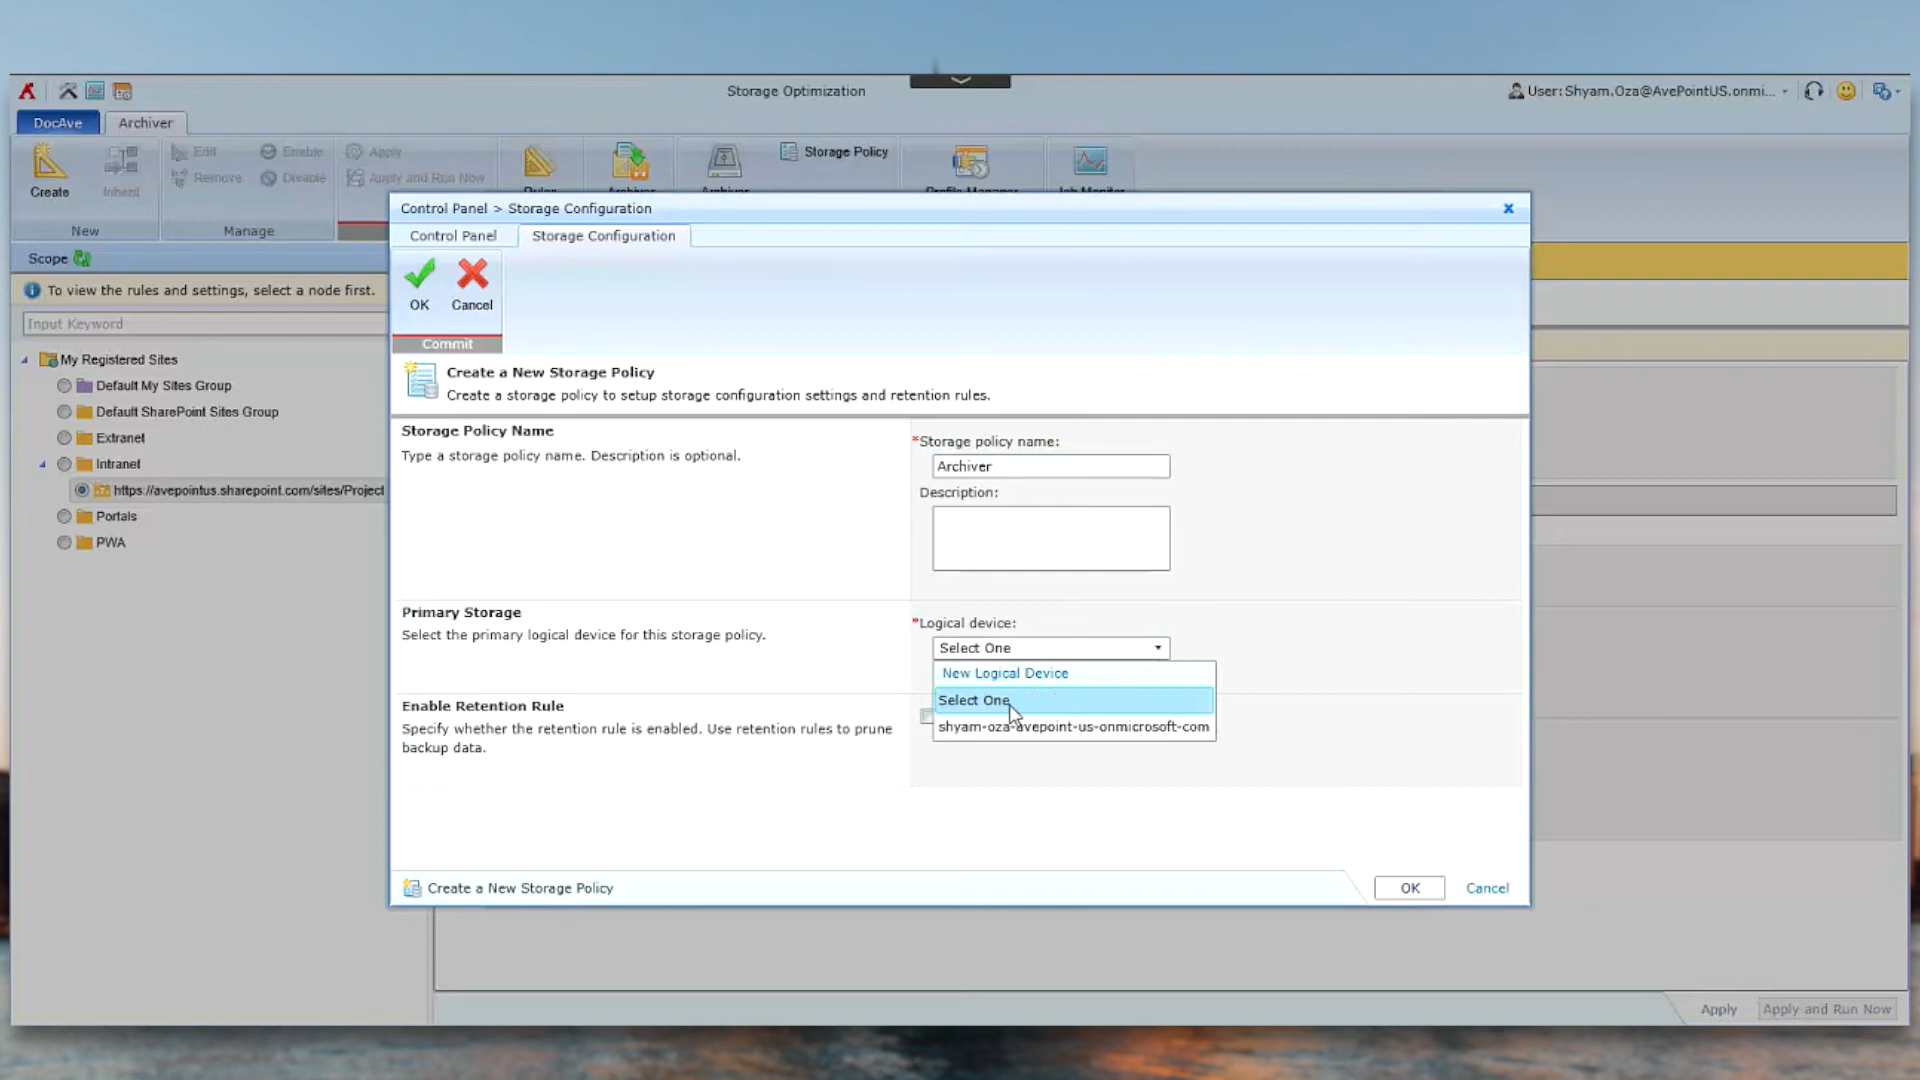 Storage Optimization
User: Shyam.Oza@AvePointUS.onmi...
DocAve
Archiver
Create
Inherit
Edit
Remove
Enable
Disable
Apply
Apply and Run Now
Rules
Archiver
Archiver
Storage Policy
Profile Manager
Job Monitor
New
Manage
Scope
To view the rules and settings, select a node first.
Input Keyword
My Registered Sites
Default My Sites Group
Default SharePoint Sites Group
Extranet
Intranet
https://avepointus.sharepoint.com/sites/Project
Portals
PWA
Control Panel > Storage Configuration
Control Panel
Storage Configuration
OK
Cancel
Commit
Create a New Storage Policy
Create a storage policy to setup storage configuration settings and retention rules.
Storage Policy Name
Type a storage policy name. Description is optional.
*Storage policy name:
Archiver
Description:
Primary Storage
Select the primary logical device for this storage policy.
*Logical device:
Select One
New Logical Device
Select One
shyam-oza-avepoint-us-onmicrosoft-com
Enable Retention Rule
Specify whether the retention rule is enabled. Use retention rules to prune
backup data.
Create a New Storage Policy
OK
Cancel
Apply
Apply and Run Now